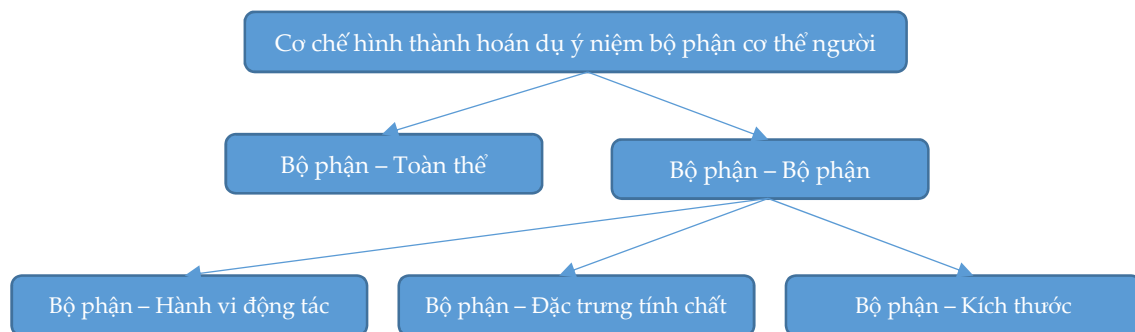 Cơ chế hình thành hoán dụ ý niệm bộ phận cơ thể người
Bộ phận – Toàn thể
Bộ phận – Bộ phận
Bộ phận – Hành vi động tác
Bộ phận – Đặc trưng tính chất
Bộ phận – Kích thước